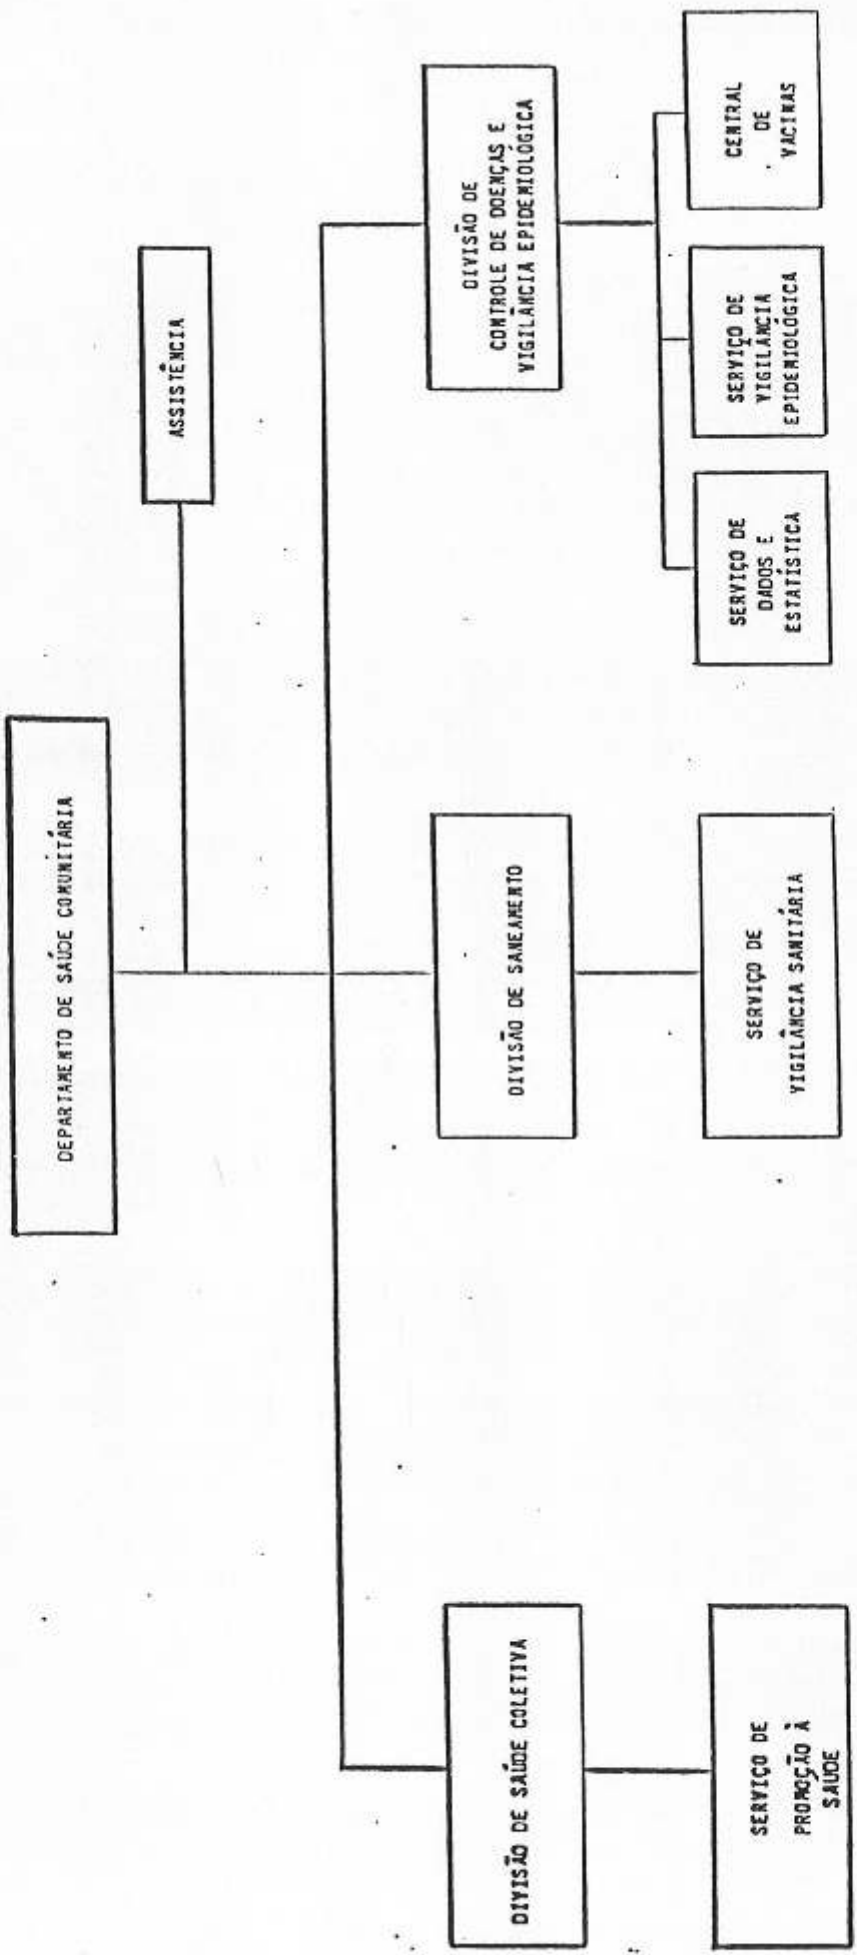 DEPARTAMENTO DE SAÚDE COMUNITÁRIA
ASSISTÊNCIA
DIVISÃO DE SAÚDE COLETIVA
DIVISÃO DE SANEAMENTO
DIVISÃO DE
CONTROLE DE DOENÇAS E
VIGILÂNCIA EPIDEMIOLÓGICA
SERVIÇO DE
PROMOÇÃO À
SAUDE
SERVIÇO DE
VIGILÂNCIA SANITÁRIA
SERVIÇO DE
DADOS E
ESTATÍSTICA
SERVIÇO DE
VIGILÂNCIA
EPIDEMIOLÓGICA
CENTRAL
DE
VACINAS